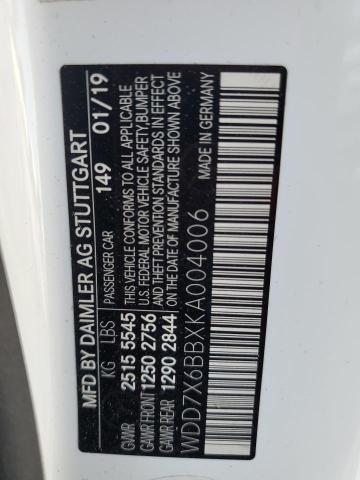 MFD BY DAIMLER AG STUTTGART
KG LBS PASSENGER CAR 149 01/19
GVWR 2515 5545 THIS VEHICLE CONFORMS TO ALL APPLICABLE
GAWR FRONT 1250 2756 U.S. FEDERAL MOTOR VEHICLE SAFETY,BUMPER
GAWR REAR 1290 2844 AND THEFT PREVENTION STANDARDS IN EFFECT
ON THE DATE OF MANUFACTURE SHOWN ABOVE
WDD7X6BBXKA004006 MADE IN GERMANY